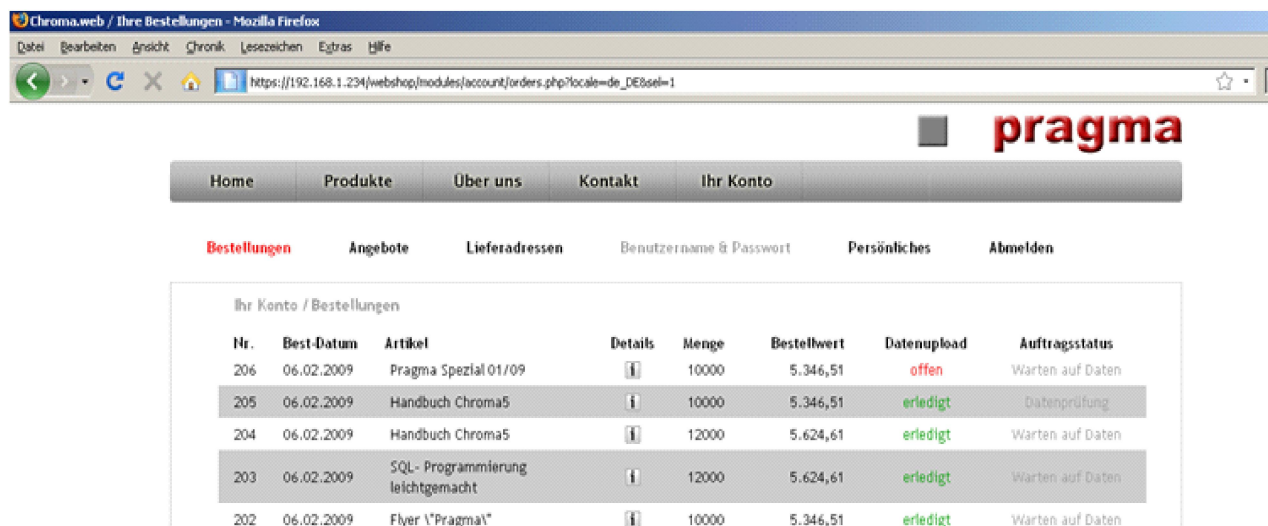 Chroma.web / Ihre Bestellungen - Mozilla Firefox
Datei Bearbeiten Ansicht Chronik Lesezeichen Extras Hilfe
https://192.168.1.234/webshop/modules/account/orders.php?locale=de_DE&sel=1
pragma
Home Produkte Über uns Kontakt Ihr Konto
Bestellungen Angebote Lieferadressen Benutzername & Passwort Persönliches Abmelden
Ihr Konto / Bestellungen
Nr. Best-Datum Artikel Details Menge Bestellwert Datenupload Auftragsstatus
206 06.02.2009 Pragma Spezial 01/09 i 10000 5.346,51 offen Warten auf Daten
205 06.02.2009 Handbuch Chroma5 i 10000 5.346,51 erledigt Datenprüfung
204 06.02.2009 Handbuch Chroma5 i 12000 5.624,61 erledigt Warten auf Daten
203 06.02.2009 SQL- Programmierung leichtgemacht i 12000 5.624,61 erledigt Warten auf Daten
202 06.02.2009 Flyer \"Pragma\" i 10000 5.346,51 erledigt Warten auf Daten